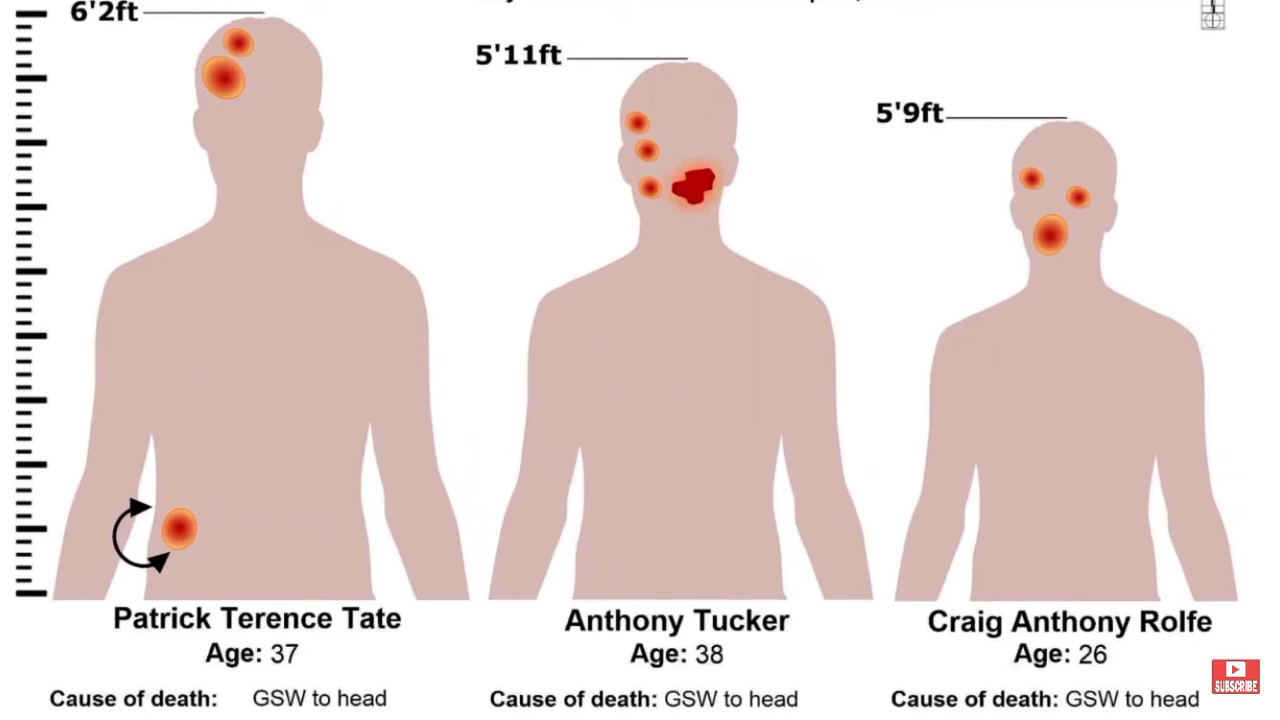 6'2ft
5'11ft
5'9ft
Patrick Terence Tate
Age: 37
Cause of death: GSW to head
Anthony Tucker
Age: 38
Cause of death: GSW to head
Craig Anthony Rolfe
Age: 26
Cause of death: GSW to head
SUBSCRIBE